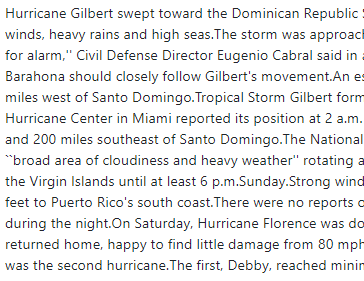 Hurricane Gilbert swept toward the Dominican Republic
winds, heavy rains and high seas.The storm was approac
for alarm,'' Civil Defense Director Eugenio Cabral said in a
Barahona should closely follow Gilbert's movement.An es
miles west of Santo Domingo.Tropical Storm Gilbert form
Hurricane Center in Miami reported its position at 2 a.m.
and 200 miles southeast of Santo Domingo.The National
``broad area of cloudiness and heavy weather'' rotating a
the Virgin Islands until at least 6 p.m.Sunday.Strong wind
feet to Puerto Rico's south coast.There were no reports o
during the night.On Saturday, Hurricane Florence was do
returned home, happy to find little damage from 80 mph
was the second hurricane.The first, Debby, reached minin